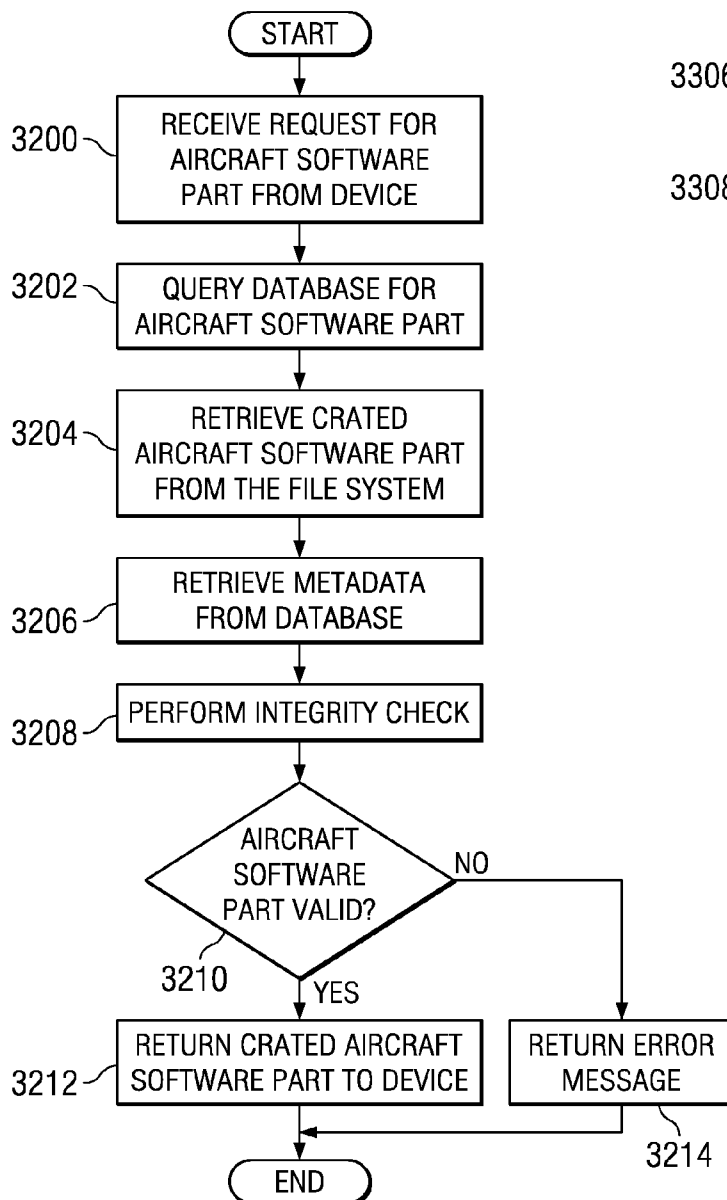 START
3306
3200
RECEIVE REQUEST FOR
AIRCRAFT SOFTWARE
PART FROM DEVICE
3308
3202
QUERY DATABASE FOR
AIRCRAFT SOFTWARE PART
3204
RETRIEVE CRATED
AIRCRAFT SOFTWARE PART
FROM THE FILE SYSTEM
3206
RETRIEVE METADATA
FROM DATABASE
3208
PERFORM INTEGRITY CHECK
AIRCRAFT
SOFTWARE
PART VALID?
NO
3210
YES
3212
RETURN CRATED AIRCRAFT
SOFTWARE PART TO DEVICE
RETURN ERROR
MESSAGE
3214
END